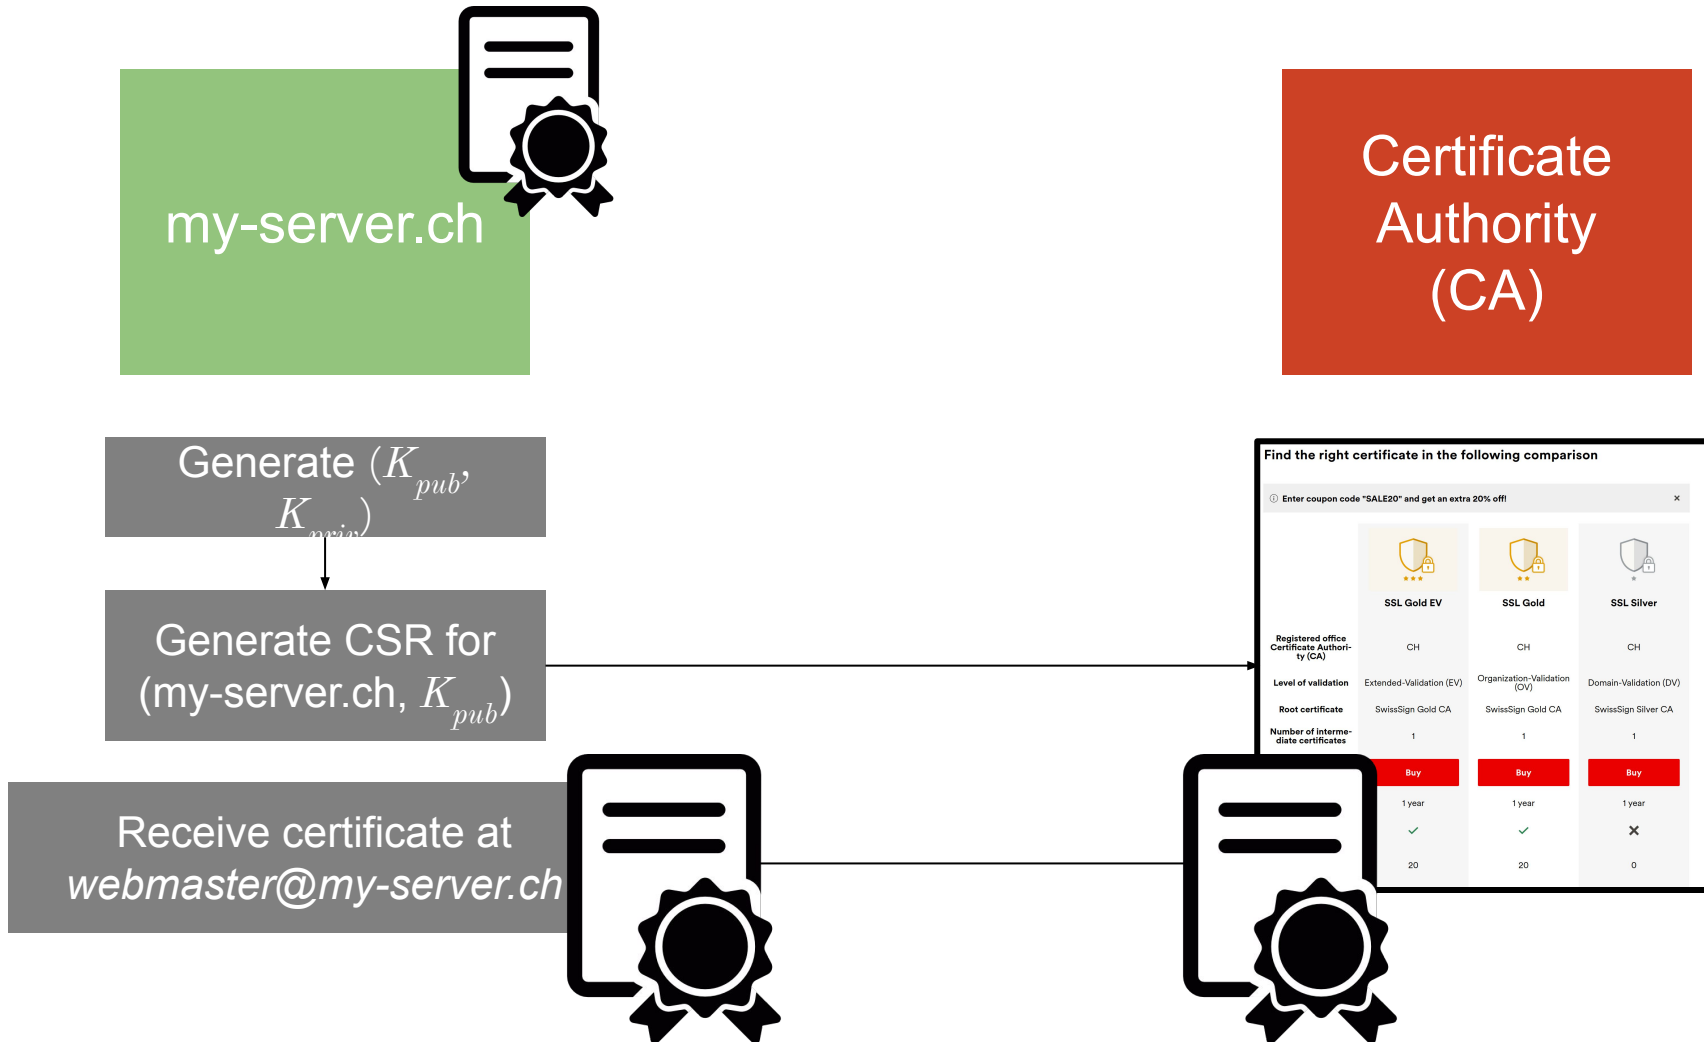 my-server.ch
Certificate
Authority
(CA)
Generate (K_pub,
K_priv)
Generate CSR for
(my-server.ch, K_pub)
Receive certificate at
webmaster@my-server.ch
Find the right certificate in the following comparison
Enter coupon code "SALE20" and get an extra 20% off! ×
SSL Gold EV SSL Gold SSL Silver
Registered office
Certificate Authori-
ty (CA) CH CH CH
Level of validation Extended-Validation (EV) Organization-Validation
(OV) Domain-Validation (DV)
Root certificate SwissSign Gold CA SwissSign Gold CA SwissSign Silver CA
Number of interme-
diate certificates 1 1 1
Buy Buy Buy
1 year 1 year 1 year
20 20 0